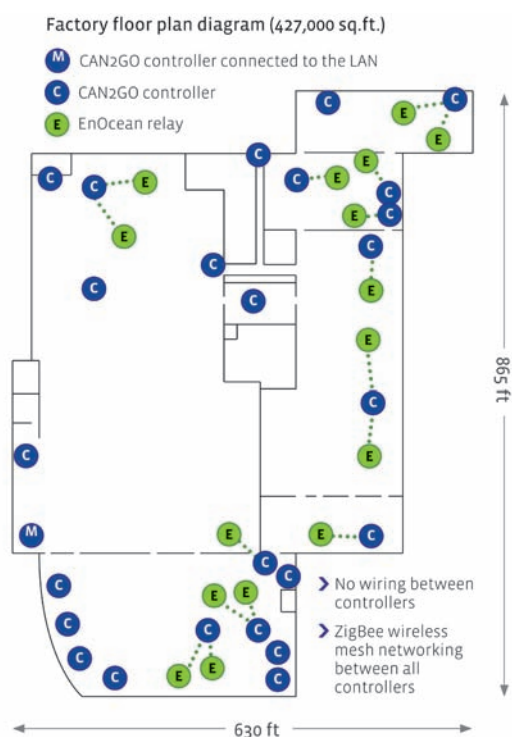 Factory floor plan diagram (427,000 sq.ft.)
M CAN2GO controller connected to the LAN
C CAN2GO controller
E EnOcean relay
C
C
E
E
C
E
C
C
E
C
E
C
C
E
E
C
C
C
C
E
C
E
C
E
C
E
M
E
E
C
C
C
C
E
E
C
C
C
C
E
E
C
C
C
> No wiring between
controllers
> ZigBee wireless
mesh networking
between all
controllers
865 ft
630 ft